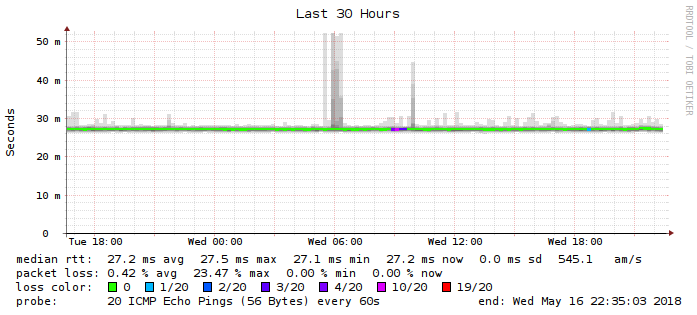 Last 30 Hours
RRDTOOL / TOBI OETIKER
Seconds
50 m
40 m
30 m
20 m
10 m
0
Tue 18:00 Wed 00:00 Wed 06:00 Wed 12:00 Wed 18:00
median rtt: 27.2 ms avg 27.5 ms max 27.1 ms min 27.2 ms now 0.0 ms sd 545.1 am/s
packet loss: 0.42 % avg 23.47 % max 0.00 % min 0.00 % now
loss color: 0 1/20 2/20 3/20 4/20 10/20 19/20
probe: 20 ICMP Echo Pings (56 Bytes) every 60s end: Wed May 16 22:35:03 2018